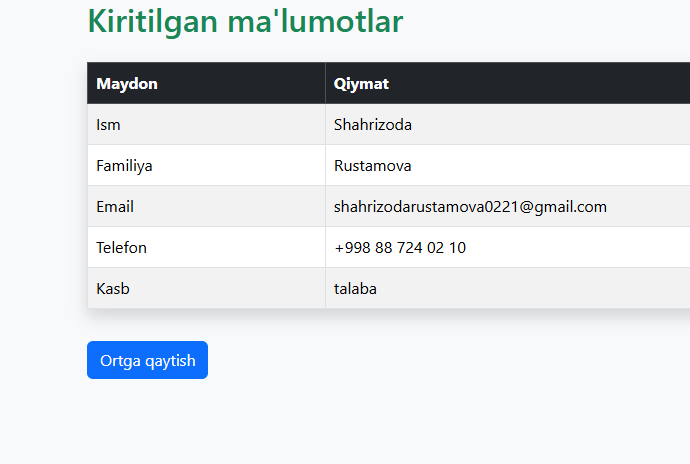 Kiritilgan ma'lumotlar
Maydon Qiymat
Ism Shahrizoda
Familiya Rustamova
Email shahrizodarustamova0221@gmail.com
Telefon +998 88 724 02 10
Kasb talaba
Ortga qaytish